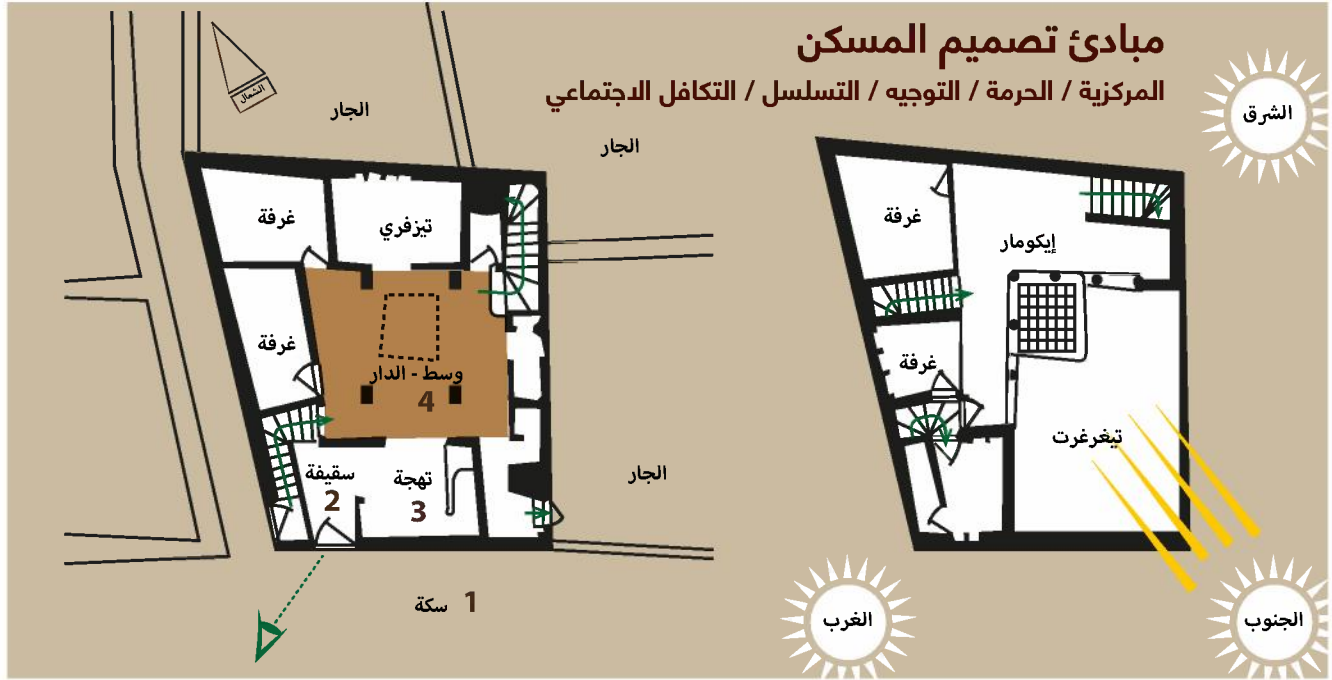 مبادئ تصميم المسكن
المركزية / الحرمة / التوجيه / التسلسل / التكافل الاجتماعي
الشمال
الجار
الجار
الشرق
غرفة
تيزفري
غرفة
إيكومار
غرفة
وسط - الدار
4
غرفة
سقيفة
2
تهجة
3
الجار
تيغرغرت
1 سكة
الغرب
الجنوب